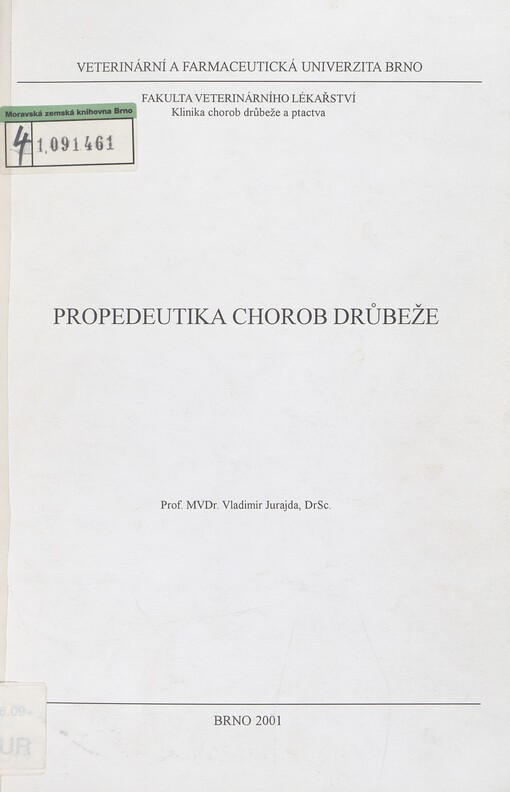 VETERINÁRNÍ A FARMACEUTICKÁ UNIVERZITA BRNO
FAKULTA VETERINÁRNÍHO LÉKAŘSTVÍ
Klinika chorob drůbeže a ptactva
Moravská zemská knihovna Brno
4 1,091461
PROPEDEUTIKA CHOROB DRŮBEŽE
Prof. MVDr. Vladimír Jurajda, DrSc.
BRNO 2001